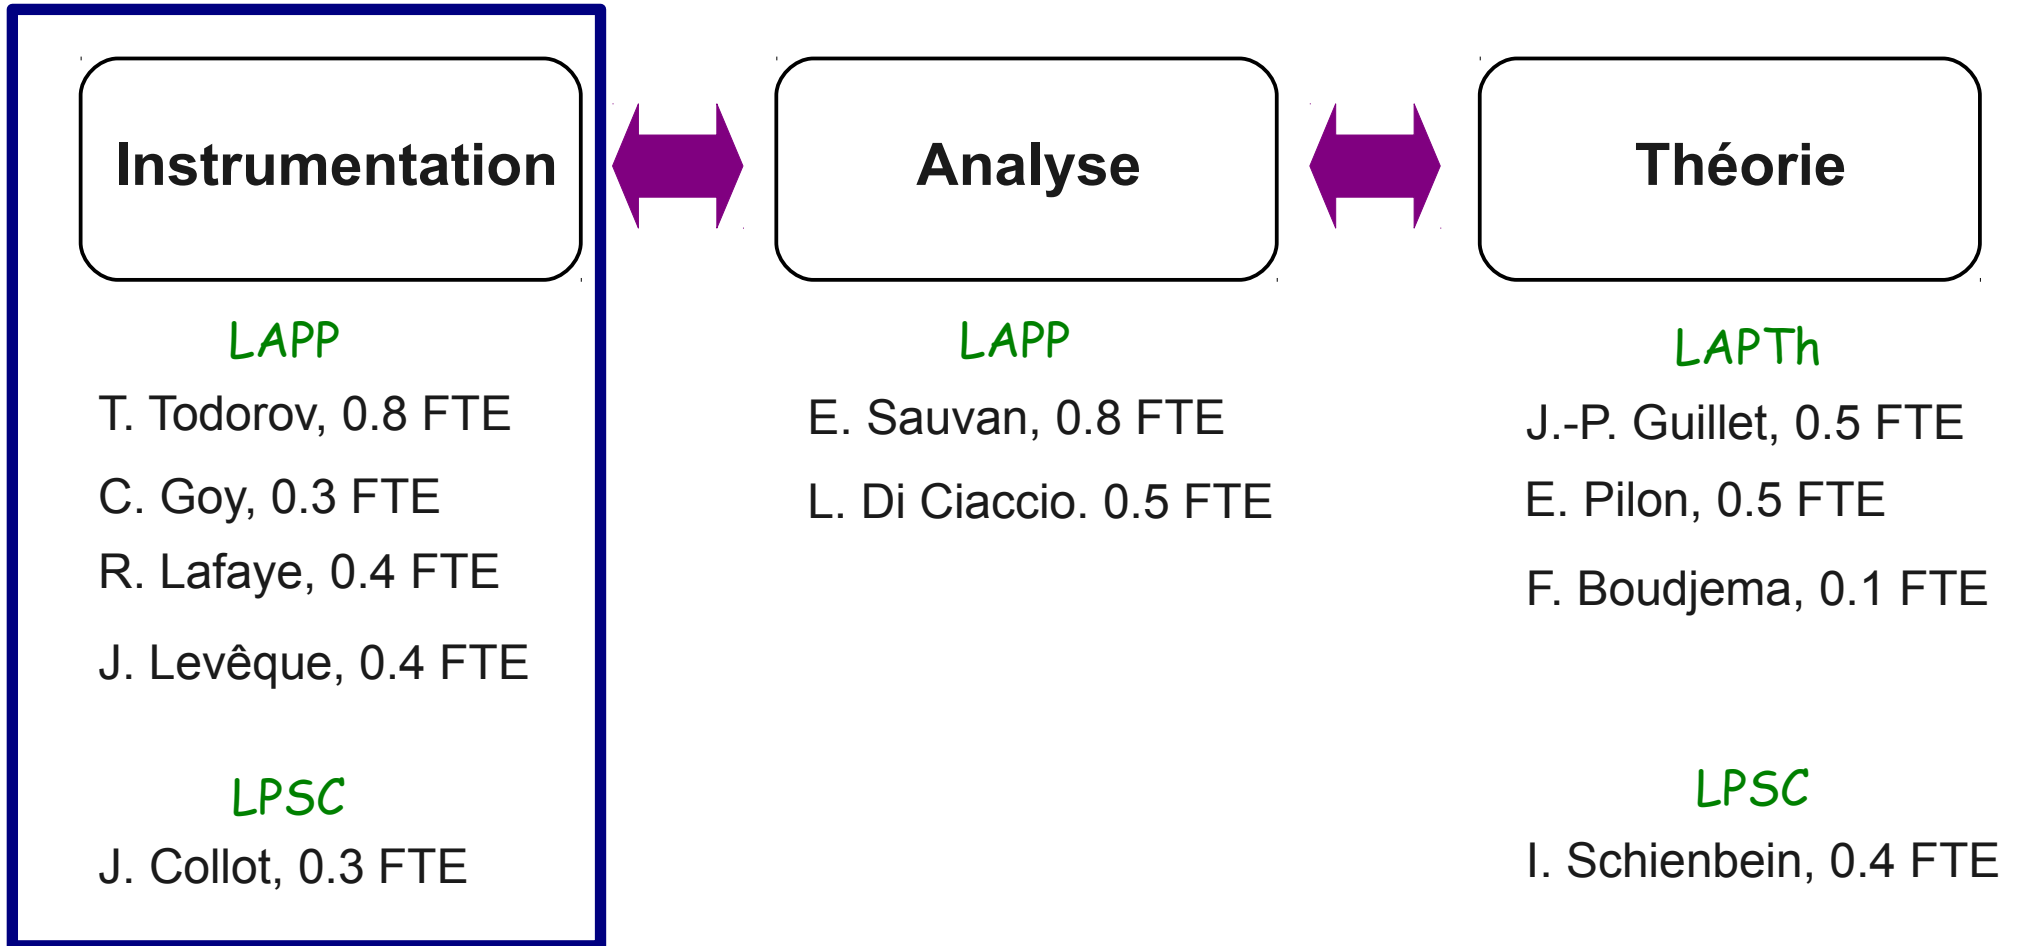 Instrumentation
LAPP
T. Todorov, 0.8 FTE
C. Goy, 0.3 FTE
R. Lafaye, 0.4 FTE
J. Levêque, 0.4 FTE
LPSC
J. Collot, 0.3 FTE
Analyse
LAPP
E. Sauvan, 0.8 FTE
L. Di Ciaccio. 0.5 FTE
Théorie
LAPTh
J.-P. Guillet, 0.5 FTE
E. Pilon, 0.5 FTE
F. Boudjema, 0.1 FTE
LPSC
I. Schienbein, 0.4 FTE